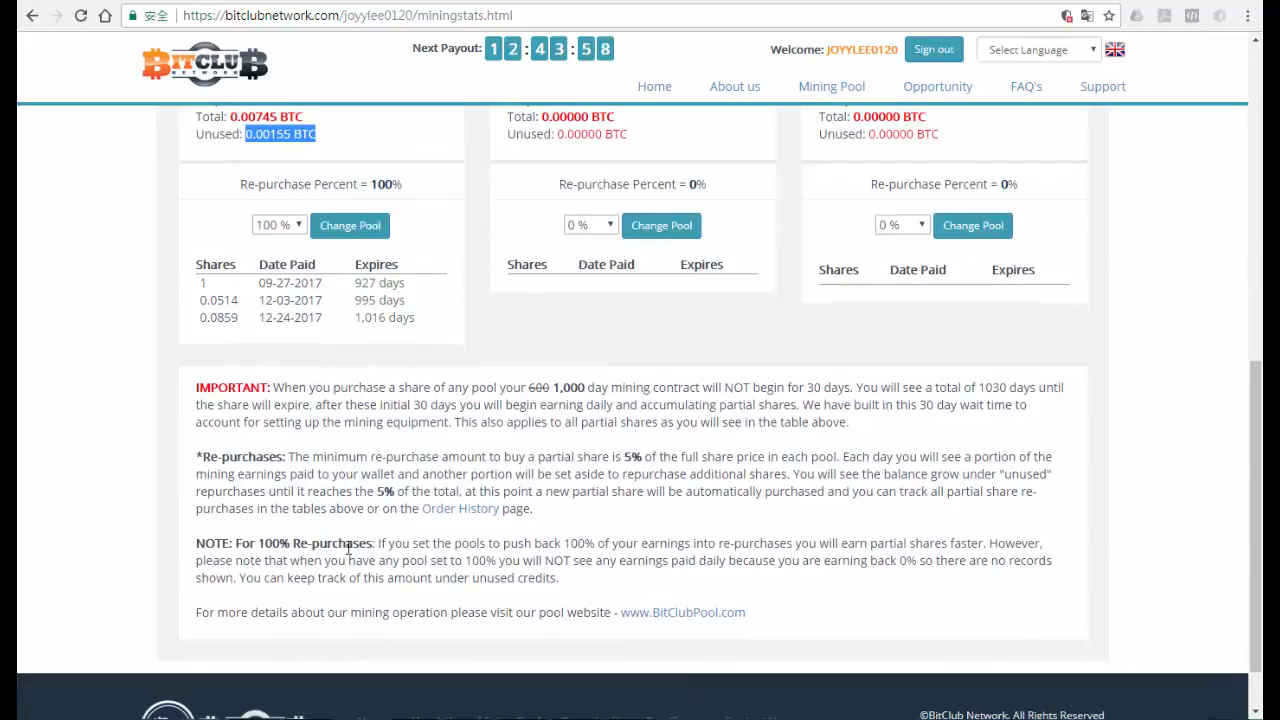 安全 https://bitclubnetwork.com/joyylee0120/miningstats.html
BITCLUB NETWORK
Next Payout: 12:43:58
Welcome: JOYYLEE0120 Sign out Select Language
Home About us Mining Pool Opportunity FAQ's Support
Total: 0.00745 BTC Total: 0.00000 BTC Total: 0.00000 BTC
Unused: 0.00155 BTC Unused: 0.00000 BTC Unused: 0.00000 BTC
Re-purchase Percent = 100% Re-purchase Percent = 0% Re-purchase Percent = 0%
100 % Change Pool 0 % Change Pool 0 % Change Pool
Shares Date Paid Expires Shares Date Paid Expires Shares Date Paid Expires
1 09-27-2017 927 days
0.0514 12-03-2017 995 days
0.0859 12-24-2017 1,016 days
IMPORTANT: When you purchase a share of any pool your 600 1,000 day mining contract will NOT begin for 30 days. You will see a total of 1030 days until
the share will expire, after these initial 30 days you will begin earning daily and accumulating partial shares. We have built in this 30 day wait time to
account for setting up the mining equipment. This also applies to all partial shares as you will see in the table above.
*Re-purchases: The minimum re-purchase amount to buy a partial share is 5% of the full share price in each pool. Each day you will see a portion of the
mining earnings paid to your wallet and another portion will be set aside to repurchase additional shares. You will see the balance grow under "unused"
repurchases until it reaches the 5% of the total, at this point a new partial share will be automatically purchased and you can track all partial share re-
purchases in the tables above or on the Order History page.
NOTE: For 100% Re-purchases: If you set the pools to push back 100% of your earnings into re-purchases you will earn partial shares faster. However,
please note that when you have any pool set to 100% you will NOT see any earnings paid daily because you are earning back 0% so there are no records
shown. You can keep track of this amount under unused credits.
For more details about our mining operation please visit our pool website - www.BitClubPool.com
©BitClub Network. All Rights Reserved